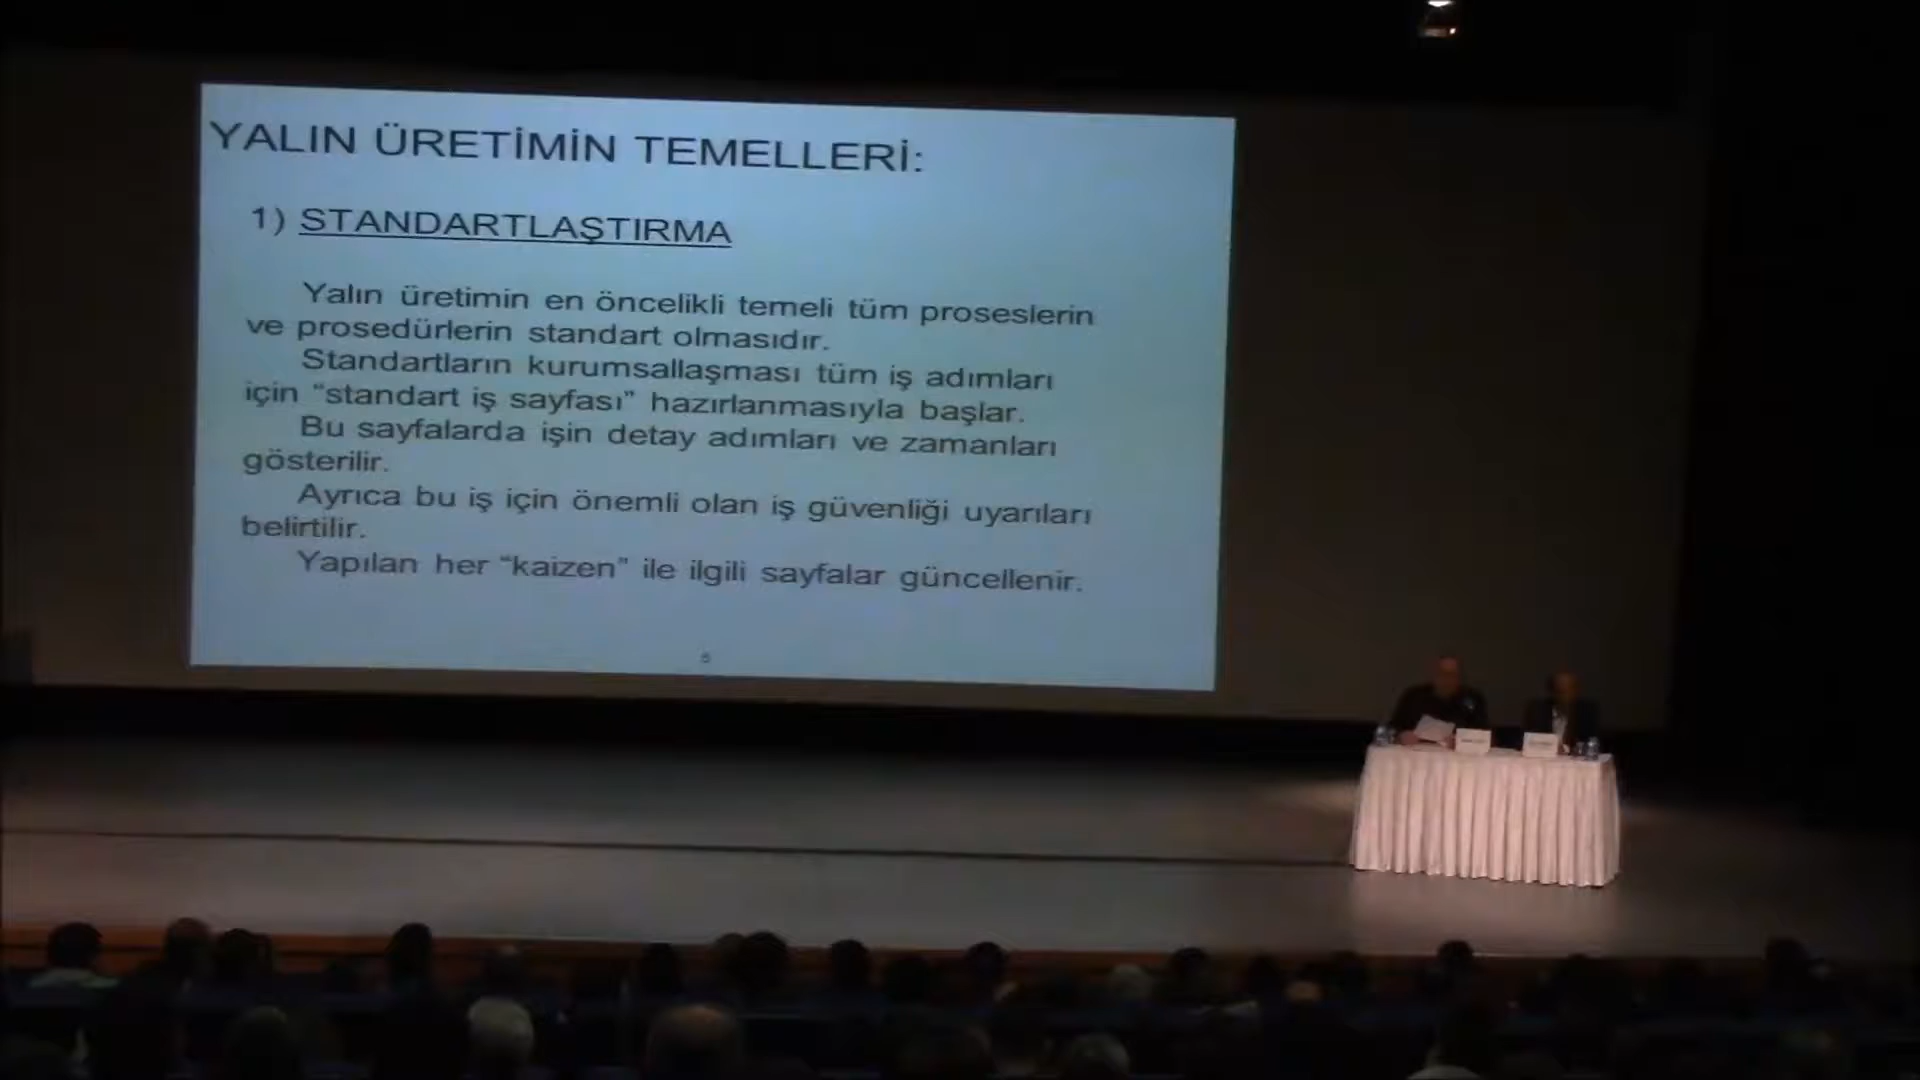 YALIN ÜRETİMİN TEMELLERİ:
1) STANDARTLAŞTIRMA
Yalın üretimin en öncelikli temeli tüm proseslerin
ve prosedürlerin standart olmasıdır.
Standartların kurumsallaşması tüm iş adımları
için “standart iş sayfası” hazırlanmasıyla başlar.
Bu sayfalarda işin detay adımları ve zamanları
gösterilir.
Ayrıca bu iş için önemli olan iş güvenliği uyarıları
belirtilir.
Yapılan her “kaizen” ile ilgili sayfalar güncellenir.